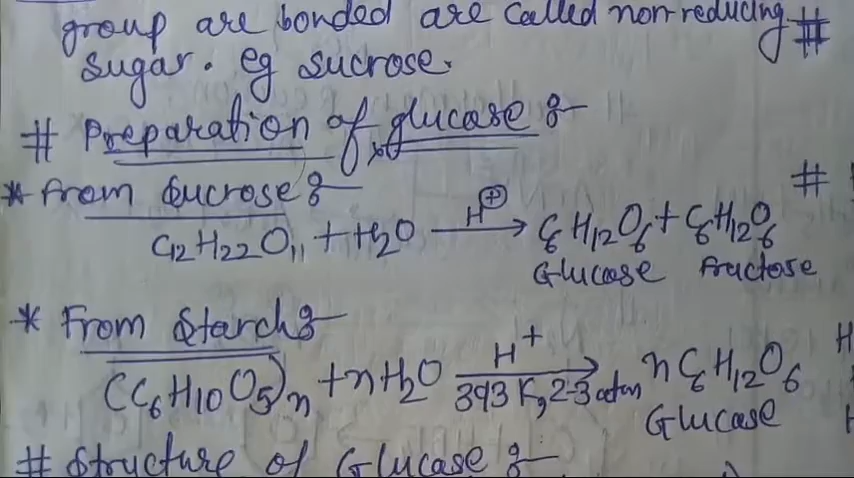 group are bonded are called non reducing #
Sugar. eg sucrose.
# Preparation of glucase :-
* from Sucrose :- #
C12H22O11 + H2O —H⊕→ C6H12O6 + C6H12O6
Glucase fructose
* From Starch :-
(C6H10O5)n + nH2O —H+ 393 K, 2-3 atm→ n C6H12O6 H
Glucase
# Structure of Glucase :-